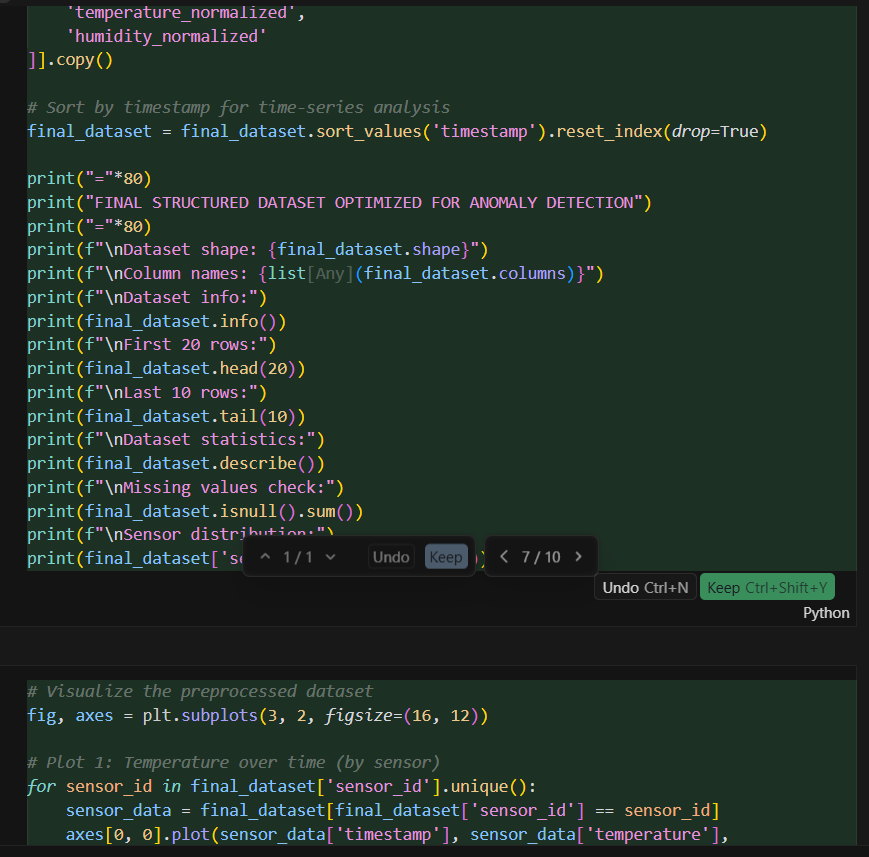 'temperature_normalized',
    'humidity_normalized'
]].copy()
# Sort by timestamp for time-series analysis
final_dataset = final_dataset.sort_values('timestamp').reset_index(drop=True)
print("="*80)
print("FINAL STRUCTURED DATASET OPTIMIZED FOR ANOMALY DETECTION")
print("="*80)
print(f"\nDataset shape: {final_dataset.shape}")
print(f"\nColumn names: {list[Any](final_dataset.columns)}")
print(f"\nDataset info:")
print(final_dataset.info())
print(f"\nFirst 20 rows:")
print(final_dataset.head(20))
print(f"\nLast 10 rows:")
print(final_dataset.tail(10))
print(f"\nDataset statistics:")
print(final_dataset.describe())
print(f"\nMissing values check:")
print(final_dataset.isnull().sum())
print(f"\nSensor distribution:")
print(final_dataset['se
1 / 1 Undo Keep 7 / 10
Undo Ctrl+N Keep Ctrl+Shift+Y
Python
# Visualize the preprocessed dataset
fig, axes = plt.subplots(3, 2, figsize=(16, 12))
# Plot 1: Temperature over time (by sensor)
for sensor_id in final_dataset['sensor_id'].unique():
    sensor_data = final_dataset[final_dataset['sensor_id'] == sensor_id]
    axes[0, 0].plot(sensor_data['timestamp'], sensor_data['temperature'],